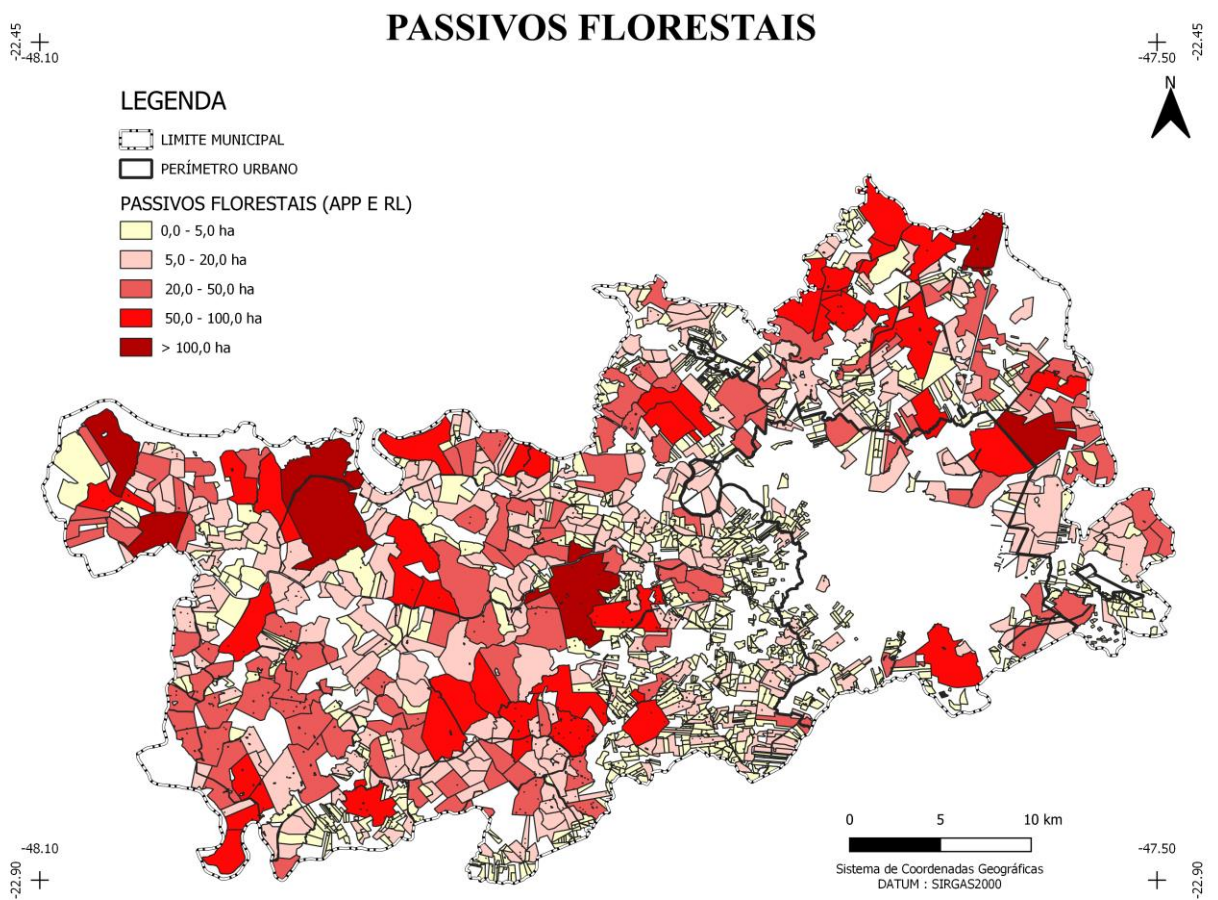 PASSIVOS FLORESTAIS
-22.45
-48.10
-22.45
-47.50
N
LEGENDA
LIMITE MUNICIPAL
PERÍMETRO URBANO
PASSIVOS FLORESTAIS (APP E RL)
0,0 - 5,0 ha
5,0 - 20,0 ha
20,0 - 50,0 ha
50,0 - 100,0 ha
> 100,0 ha
0 5 10 km
Sistema de Coordenadas Geográficas
DATUM : SIRGAS2000
-48.10
-22.90
-47.50
-22.90